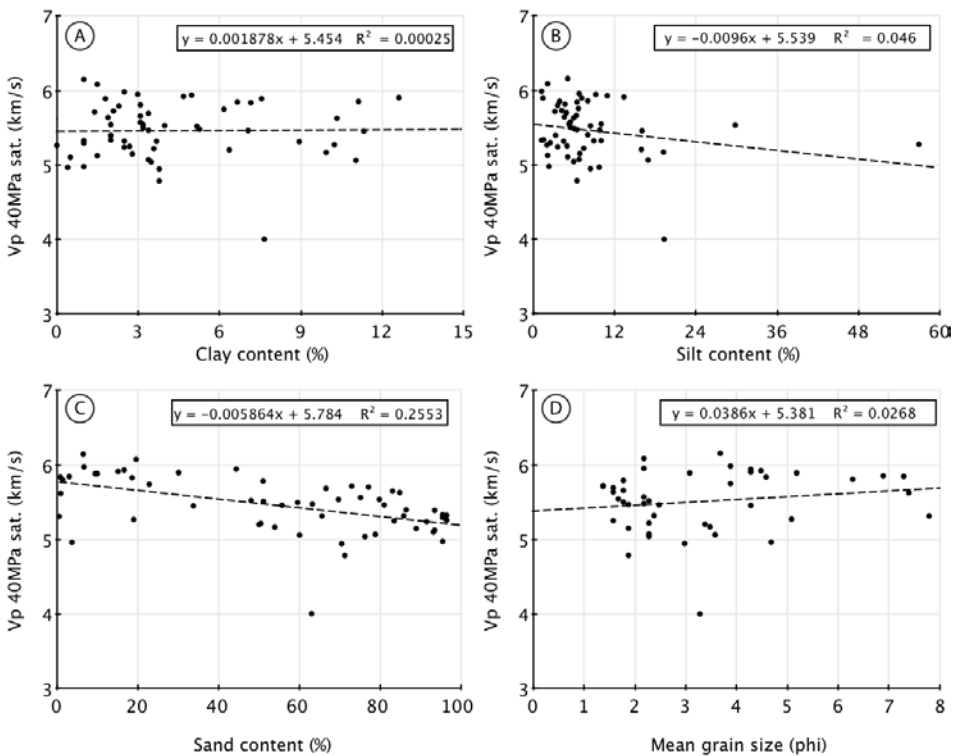 A
y = 0.001878x + 5.454 R² = 0.00025
Vp 40MPa sat. (km/s)
7
6
5
4
3
0 3 6 9 12 15
Clay content (%)
B
y = -0.0096x + 5.539 R² = 0.046
Vp 40MPa sat. (km/s)
7
6
5
4
3
0 12 24 36 48 60
Silt content (%)
C
y = -0.005864x + 5.784 R² = 0.2553
Vp 40MPa sat. (km/s)
7
6
5
4
3
0 20 40 60 80 100
Sand content (%)
D
y = 0.0386x + 5.381 R² = 0.0268
Vp 40MPa sat. (km/s)
7
6
5
4
3
0 1 2 3 4 5 6 7 8
Mean grain size (phi)